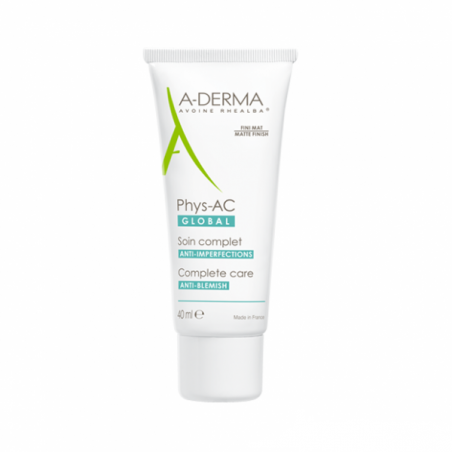 A-DERMA
AVOINE RHEALBA®
FINI MAT
MATTE FINISH
Phys-AC
GLOBAL
Soin complet
ANTI-IMPERFECTIONS
Complete care
ANTI-BLEMISH
40 ml ℮
Made in France